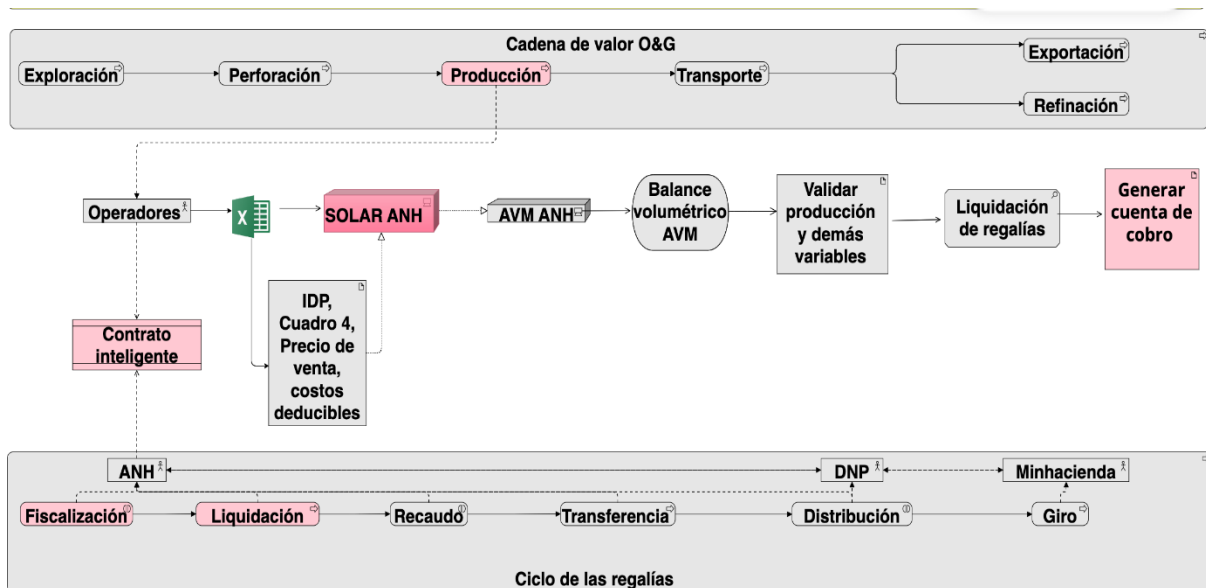 Cadena de valor O&G
Exploración
Perforación
Producción
Transporte
Exportación
Refinación
Operadores
X
SOLAR ANH
AVM ANH
Balance
volumétrico
AVM
Validar
producción
y demás
variables
Liquidación
de regalías
Generar
cuenta de
cobro
IDP,
Cuadro 4,
Precio de
venta,
costos
deducibles
Contrato
inteligente
ANH
DNP
Minhacienda
Fiscalización
Liquidación
Recaudo
Transferencia
Distribución
Giro
Ciclo de las regalías